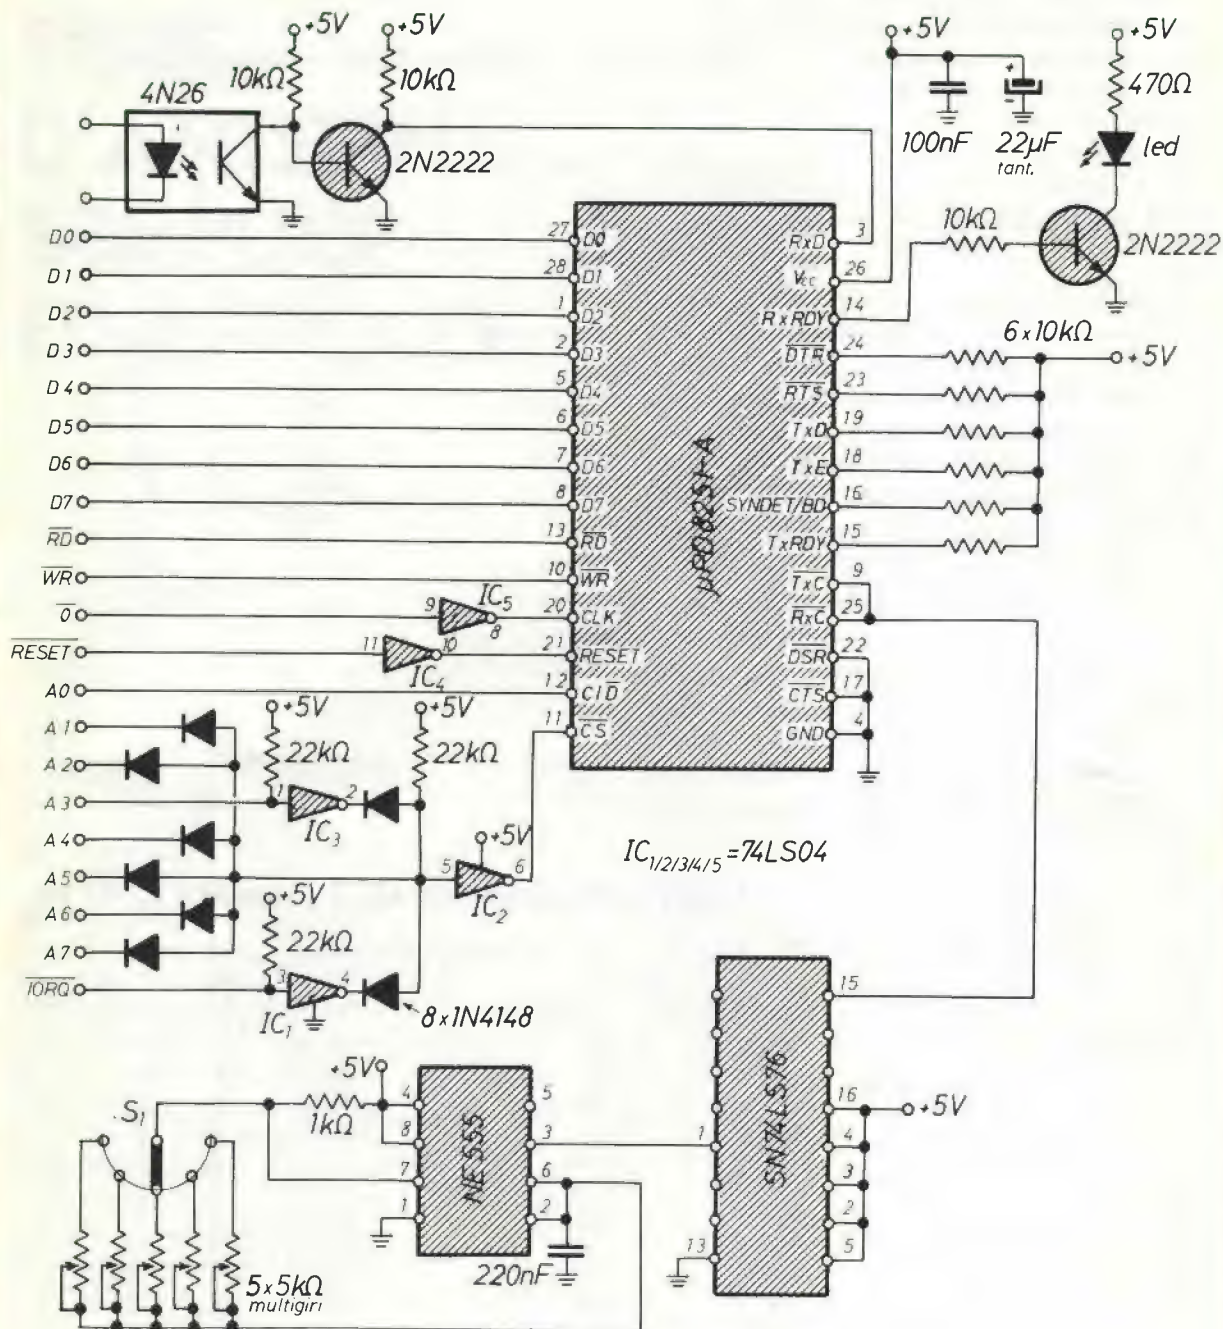 +5V
+5V
10kΩ
10kΩ
4N26
2N2222
+5V
100nF
22µF
tant.
+5V
470Ω
led
10kΩ
2N2222
D0
27
D0
D1
28
D1
D2
1
D2
D3
2
D3
D4
5
D4
D5
6
D5
D6
7
D6
D7
8
D7
RD
13
RD
WR
10
WR
0
9
IC5
8
20
CLK
RESET
11
IC4
10
21
RESET
A0
12
C/D
11
CS
µPD8251-A
RxD
3
Vcc
26
RxRDY
14
6x10kΩ
DTR
24
+5V
RTS
23
TxD
19
TxE
18
SYNDET/BD
16
TxRDY
15
TxC
9
RxC
25
DSR
22
CTS
17
GND
4
A1
A2
A3
A4
A5
A6
A7
IORQ
+5V
22kΩ
1
IC3
2
+5V
22kΩ
+5V
5
IC2
6
+5V
22kΩ
3
IC1
4
8x1N4148
IC1/2/3/4/5=74LS04
S1
1kΩ
+5V
4
8
7
1
NE555
5
3
6
2
220nF
5x5kΩ
multigiri
1
13
SN74LS76
15
16
+5V
4
3
2
5